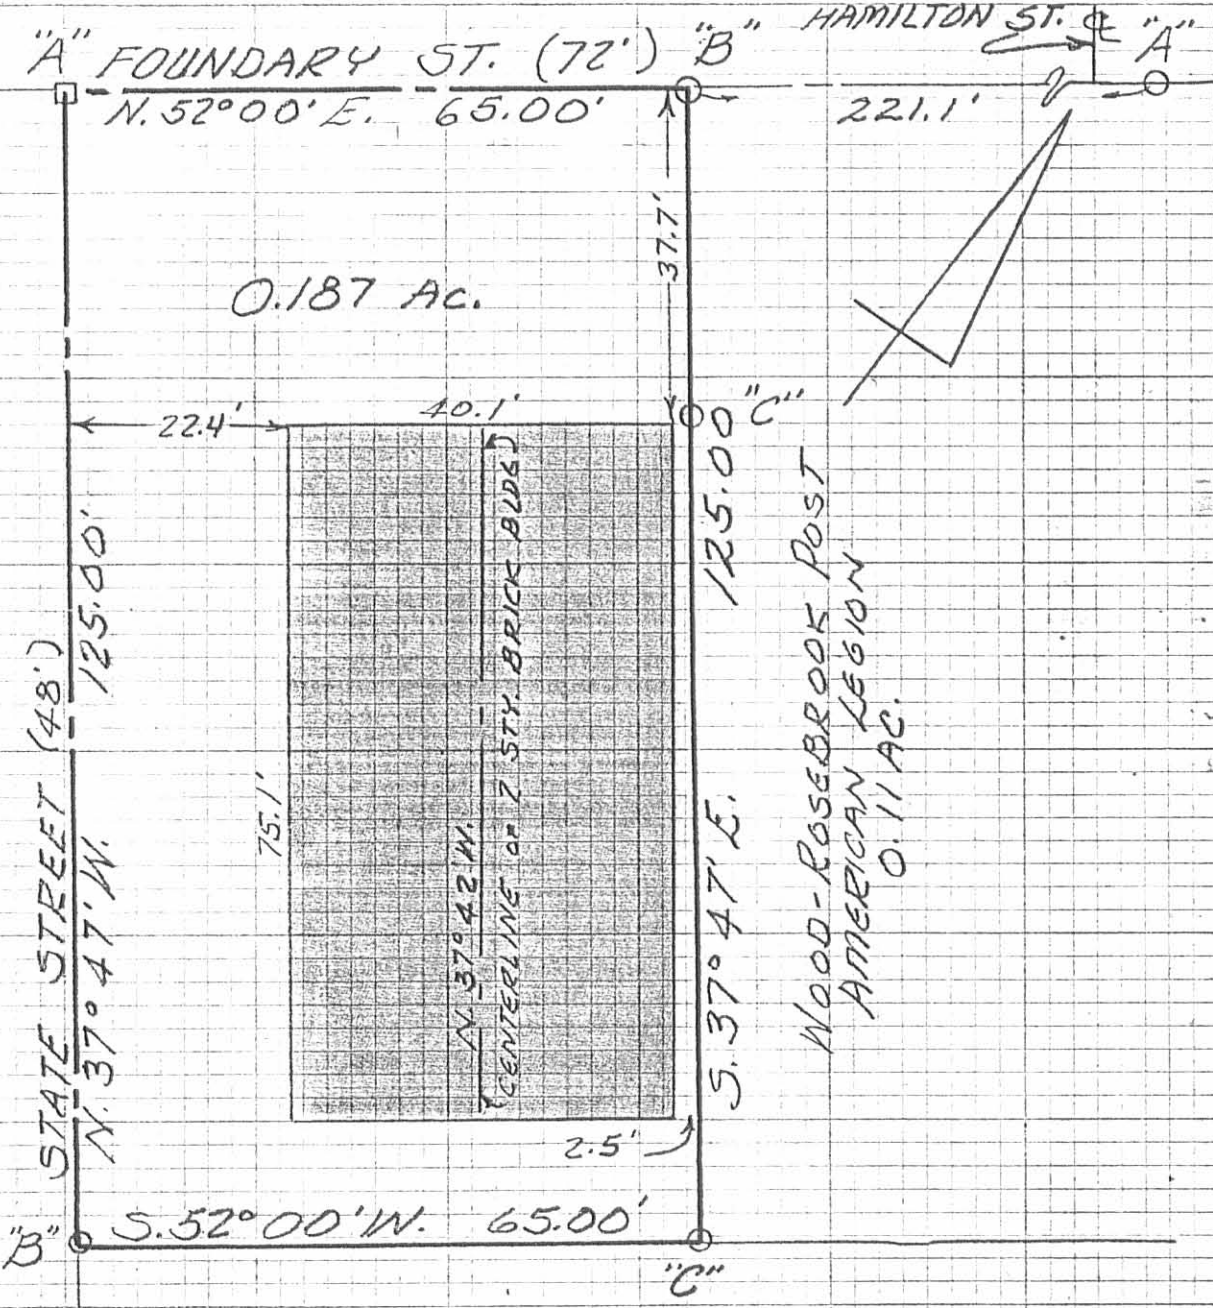 HAMILTON ST. ℄
"A" FOUNDARY ST. (72') "B" "A"
N. 52°00' E. 65.00'
221.1'
37.7'
0.187 AC.
40.1'
"C"
22.4'
125.00'
STATE STREET (48')
N. 37°47' W.
75.1'
N. 37°42' W.
CENTERLINE OF 2 STY. BRICK BLDG.
125.00
S. 37°47' E.
WOOD-ROSEBROOK POST
AMERICAN LEGION
0.11 AC.
2.5'
"B" S. 52°00' W. 65.00'
"C"